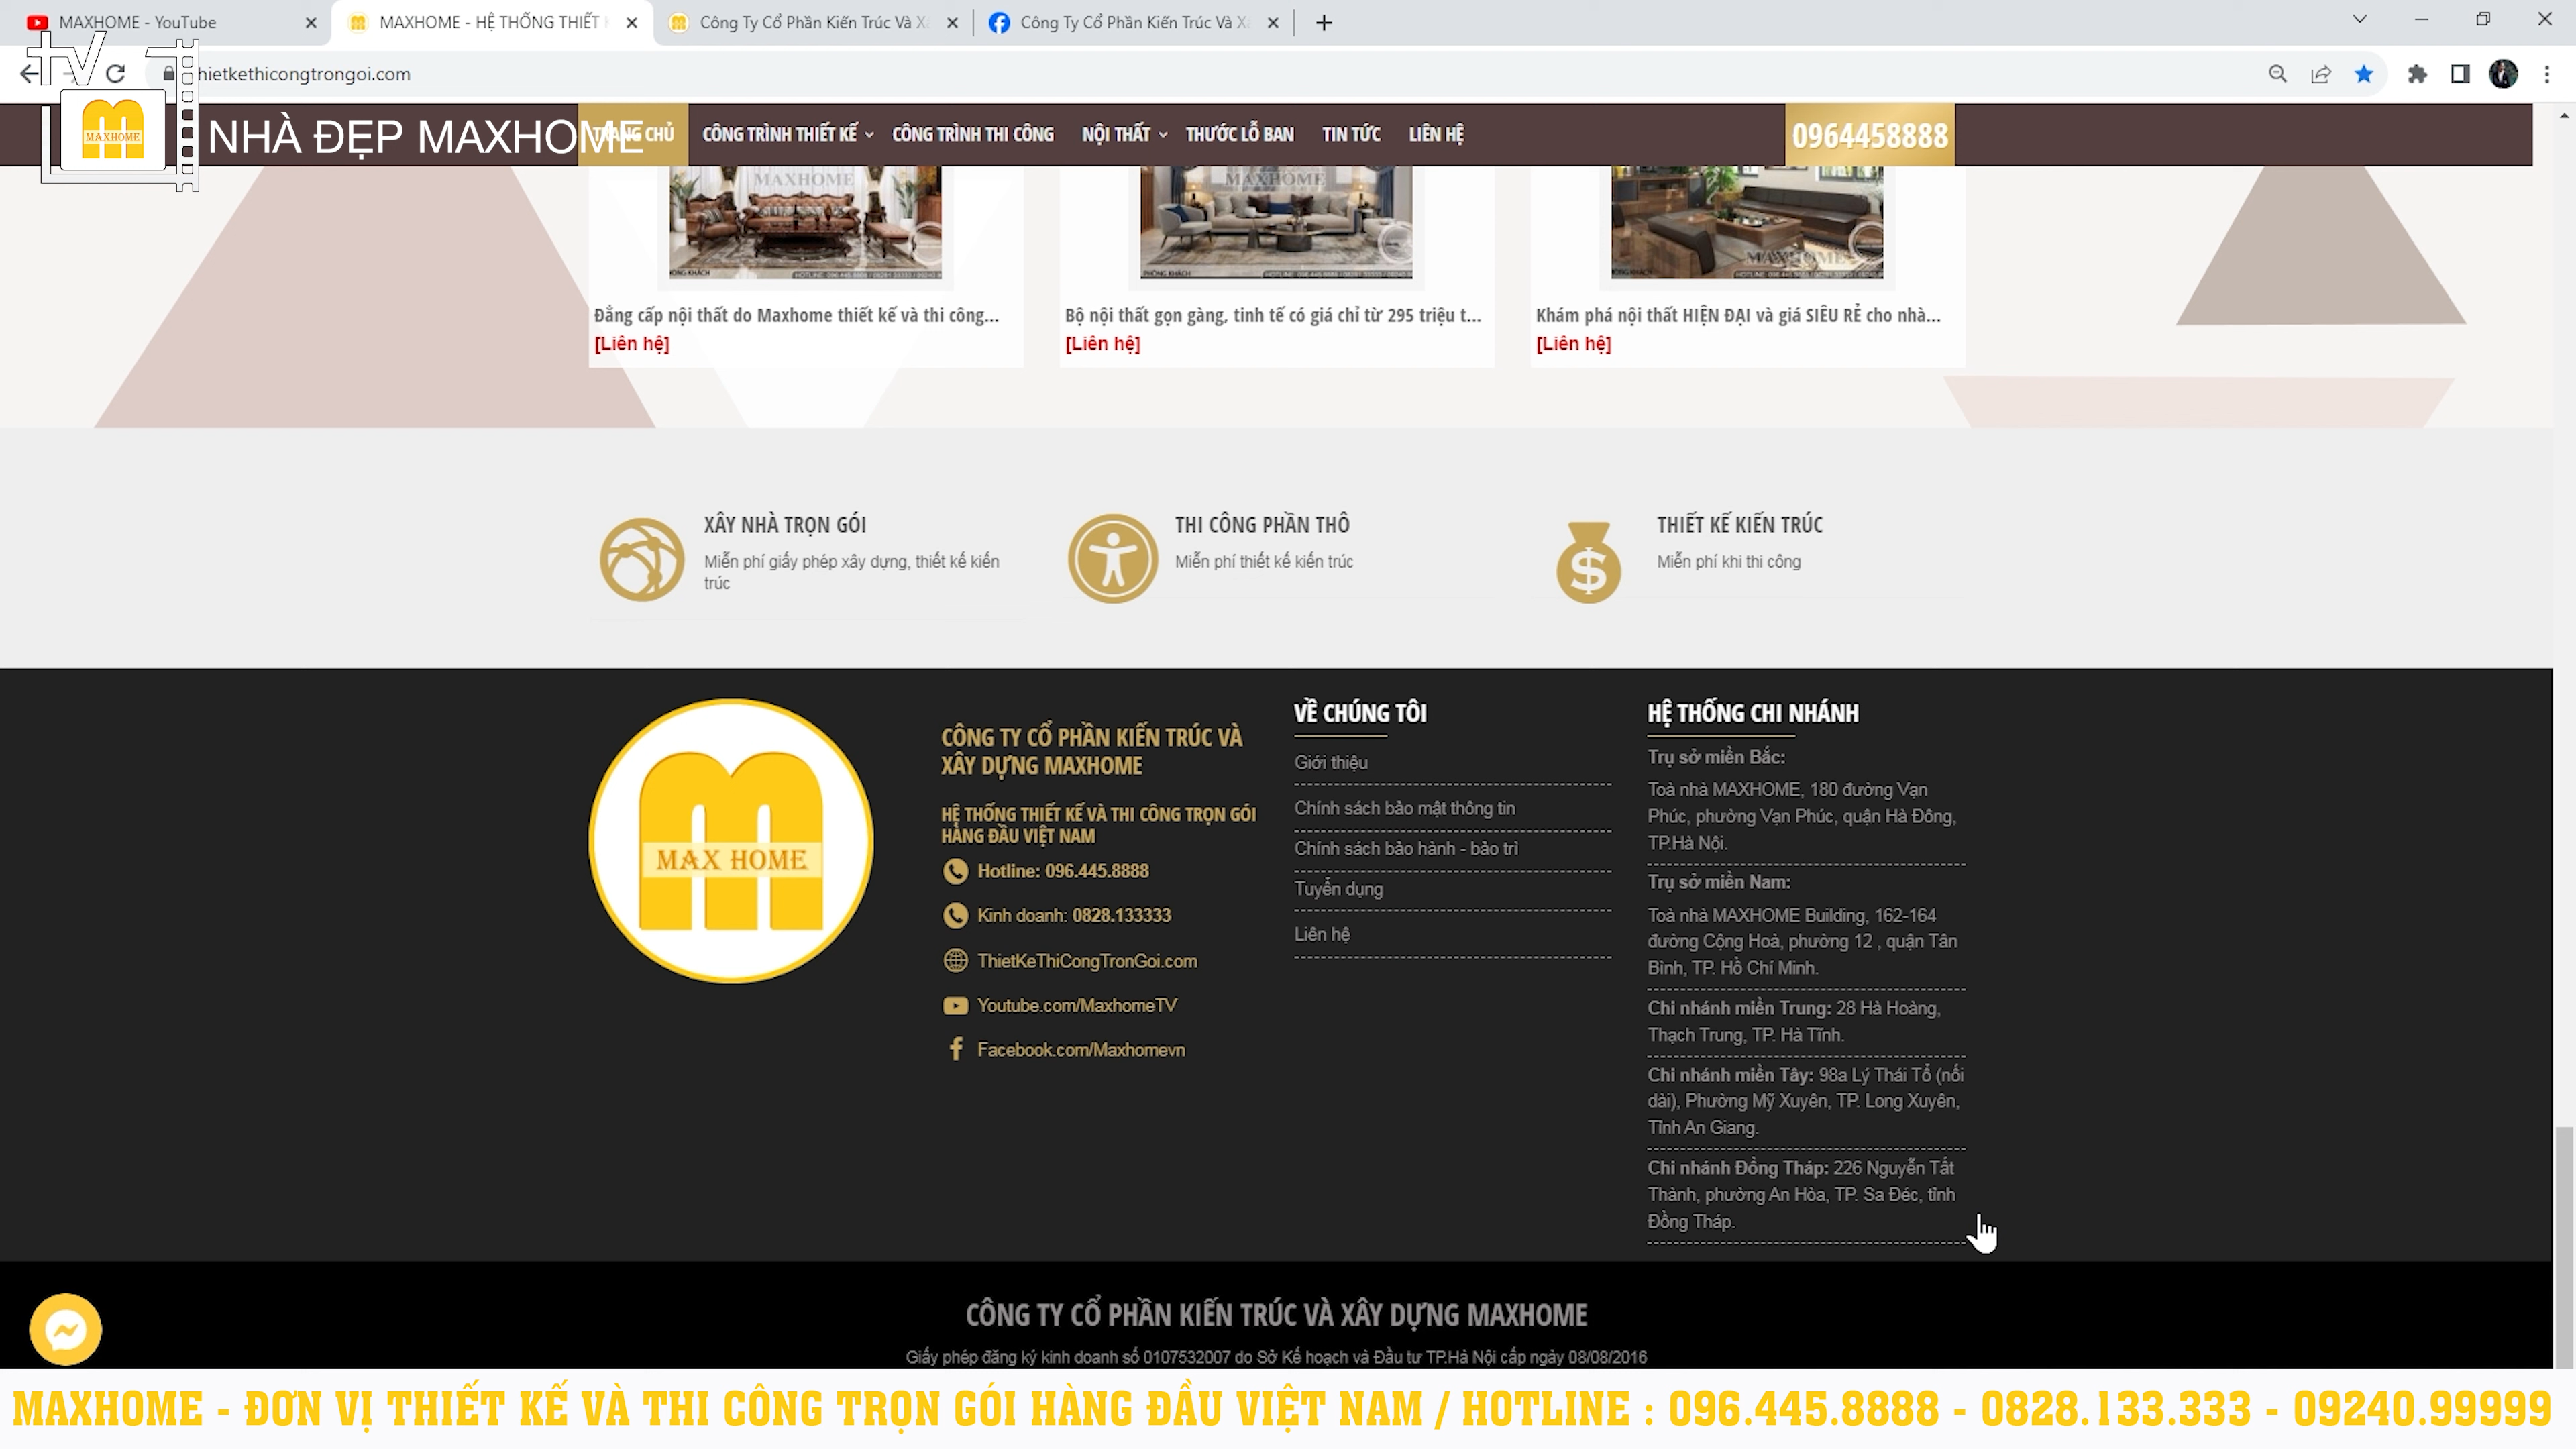 MAXHOME - YouTube
MAXHOME - HỆ THỐNG THIẾT
Công Ty Cổ Phần Kiến Trúc Và X
Công Ty Cổ Phần Kiến Trúc Và X
hietkethicongtrongoi.com
tv
MAXHOME
NHÀ ĐẸP MAXHOME
TRANG CHỦ
CÔNG TRÌNH THIẾT KẾ
CÔNG TRÌNH THI CÔNG
NỘI THẤT
THƯỚC LỖ BAN
TIN TỨC
LIÊN HỆ
0964458888
MAXHOME
MAXHOME
MAXHOME
PHÒNG KHÁCH
Đẳng cấp nội thất do Maxhome thiết kế và thi công...
[Liên hệ]
Bộ nội thất gọn gàng, tinh tế có giá chỉ từ 295 triệu t...
[Liên hệ]
Khám phá nội thất HIỆN ĐẠI và giá SIÊU RẺ cho nhà...
[Liên hệ]
XÂY NHÀ TRỌN GÓI
Miễn phí giấy phép xây dựng, thiết kế kiến
trúc
THI CÔNG PHẦN THÔ
Miễn phí thiết kế kiến trúc
THIẾT KẾ KIẾN TRÚC
Miễn phí khi thi công
MAX HOME
CÔNG TY CỔ PHẦN KIẾN TRÚC VÀ
XÂY DỰNG MAXHOME
HỆ THỐNG THIẾT KẾ VÀ THI CÔNG TRỌN GÓI
HÀNG ĐẦU VIỆT NAM
Hotline: 096.445.8888
Kinh doanh: 0828.133333
ThietKeThiCongTronGoi.com
Youtube.com/MaxhomeTV
Facebook.com/Maxhomevn
VỀ CHÚNG TÔI
Giới thiệu
Chính sách bảo mật thông tin
Chính sách bảo hành - bảo trì
Tuyển dụng
Liên hệ
HỆ THỐNG CHI NHÁNH
Trụ sở miền Bắc:
Toà nhà MAXHOME, 180 đường Vạn
Phúc, phường Vạn Phúc, quận Hà Đông,
TP.Hà Nội.
Trụ sở miền Nam:
Toà nhà MAXHOME Building, 162-164
đường Cộng Hoà, phường 12 , quận Tân
Bình, TP. Hồ Chí Minh.
Chi nhánh miền Trung: 28 Hà Hoàng,
Thạch Trung, TP. Hà Tĩnh.
Chi nhánh miền Tây: 98a Lý Thái Tổ (nối
dài), Phường Mỹ Xuyên, TP. Long Xuyên,
Tỉnh An Giang.
Chi nhánh Đồng Tháp: 226 Nguyễn Tất
Thành, phường An Hòa, TP. Sa Đéc, tỉnh
Đồng Tháp.
CÔNG TY CỔ PHẦN KIẾN TRÚC VÀ XÂY DỰNG MAXHOME
Giấy phép đăng ký kinh doanh số 0107532007 do Sở Kế hoạch và Đầu tư TP.Hà Nội cấp ngày 08/08/2016
MAXHOME - ĐƠN VỊ THIẾT KẾ VÀ THI CÔNG TRỌN GÓI HÀNG ĐẦU VIỆT NAM / HOTLINE : 096.445.8888 - 0828.133.333 - 09240.99999